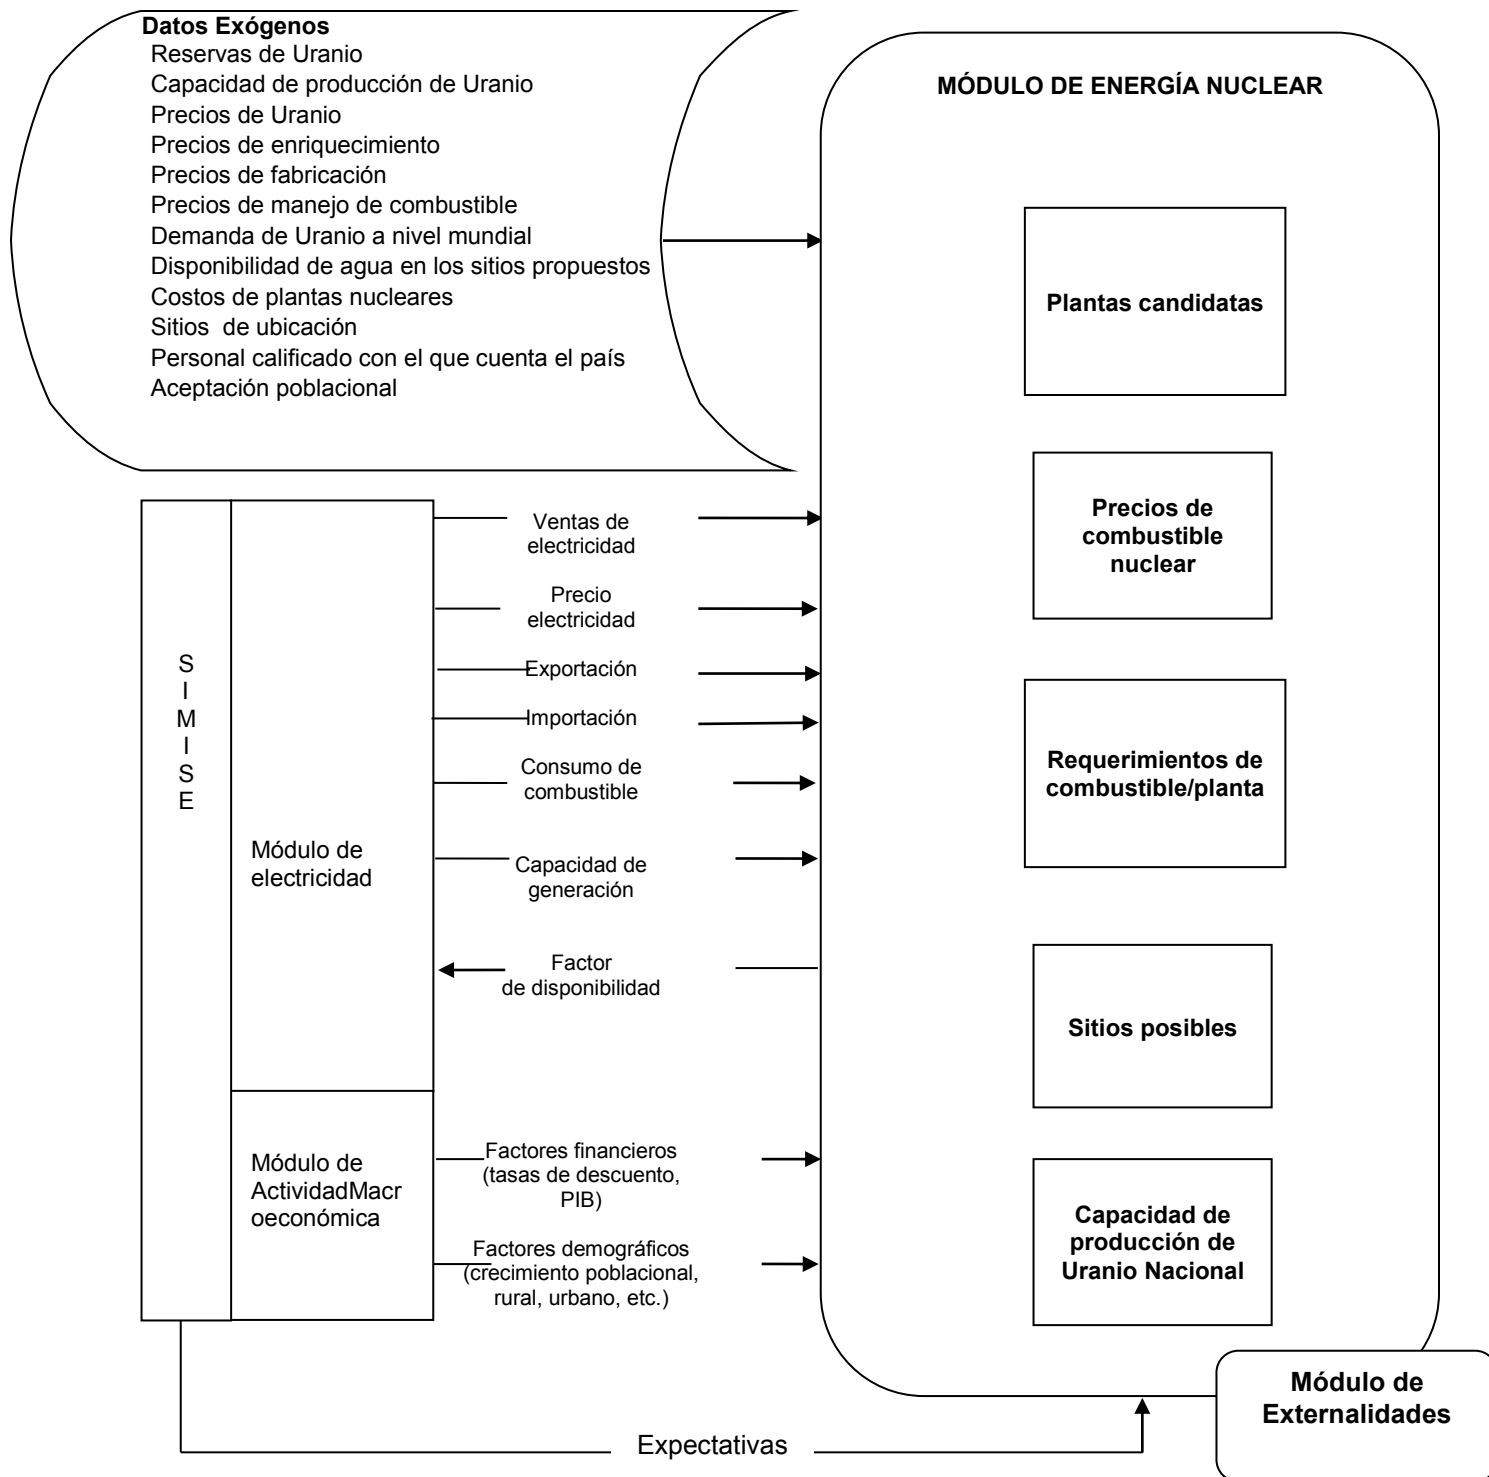 Datos Exógenos
Reservas de Uranio
Capacidad de producción de Uranio
Precios de Uranio
Precios de enriquecimiento
Precios de fabricación
Precios de manejo de combustible
Demanda de Uranio a nivel mundial
Disponibilidad de agua en los sitios propuestos
Costos de plantas nucleares
Sitios de ubicación
Personal calificado con el que cuenta el país
Aceptación poblacional
MÓDULO DE ENERGÍA NUCLEAR
Plantas candidatas
Precios de
combustible
nuclear
Requerimientos de
combustible/planta
Sitios posibles
Capacidad de
producción de
Uranio Nacional
S
I
M
I
S
E
Módulo de
electricidad
Ventas de
electricidad
Precio
electricidad
Exportación
Importación
Consumo de
combustible
Capacidad de
generación
Factor
de disponibilidad
Módulo de
ActividadMacr
oeconómica
Factores financieros
(tasas de descuento,
PIB)
Factores demográficos
(crecimiento poblacional,
rural, urbano, etc.)
Expectativas
Módulo de
Externalidades